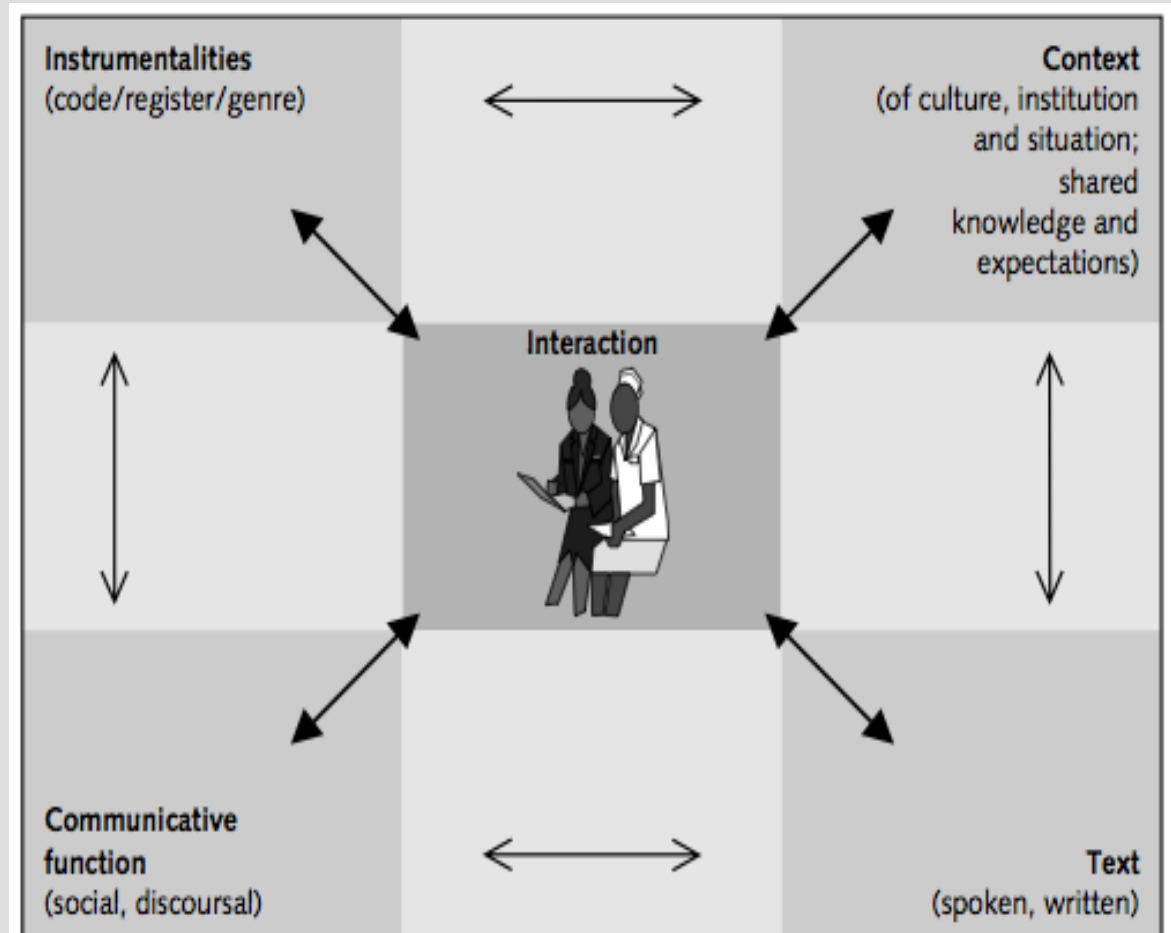 Instrumentalities
(code/register/genre)
Context
(of culture, institution
and situation;
shared
knowledge and
expectations)
Interaction
Communicative
function
(social, discoursal)
Text
(spoken, written)